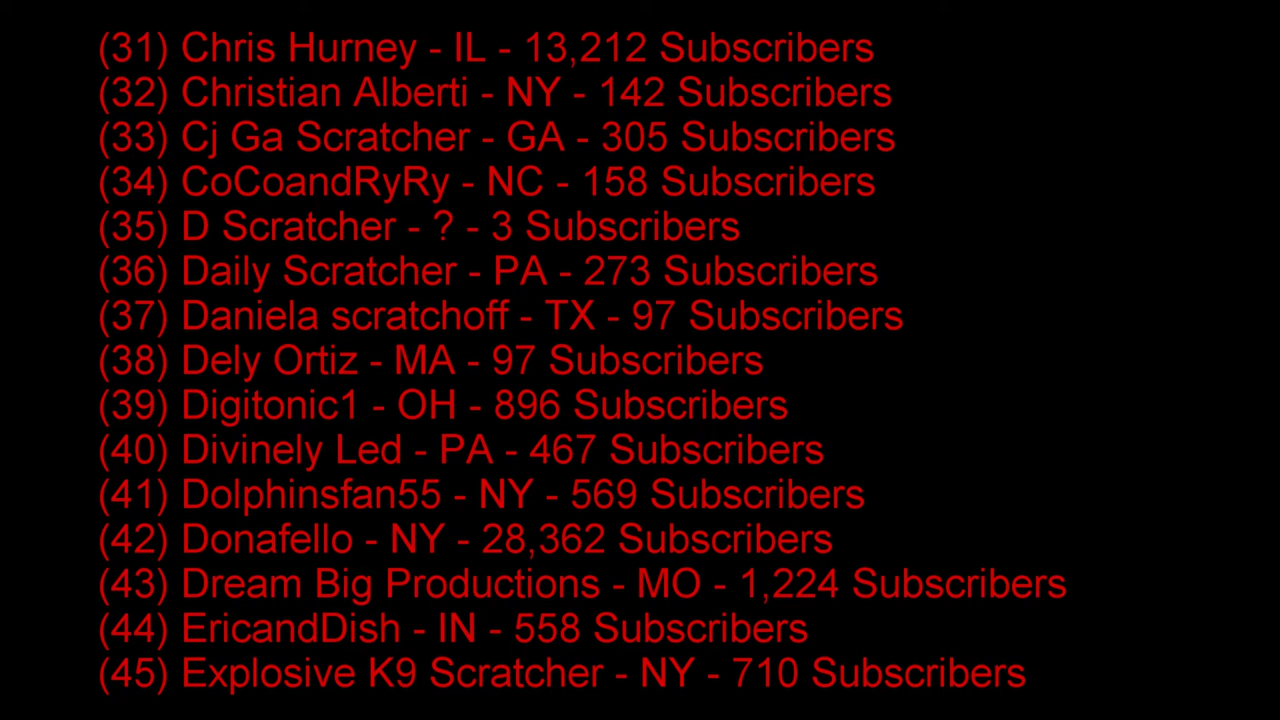 (31) Chris Hurney - IL - 13,212 Subscribers
(32) Christian Alberti - NY - 142 Subscribers
(33) Cj Ga Scratcher - GA - 305 Subscribers
(34) CoCoandRyRy - NC - 158 Subscribers
(35) D Scratcher - ? - 3 Subscribers
(36) Daily Scratcher - PA - 273 Subscribers
(37) Daniela scratchoff - TX - 97 Subscribers
(38) Dely Ortiz - MA - 97 Subscribers
(39) Digitonic1 - OH - 896 Subscribers
(40) Divinely Led - PA - 467 Subscribers
(41) Dolphinsfan55 - NY - 569 Subscribers
(42) Donafello - NY - 28,362 Subscribers
(43) Dream Big Productions - MO - 1,224 Subscribers
(44) EricandDish - IN - 558 Subscribers
(45) Explosive K9 Scratcher - NY - 710 Subscribers